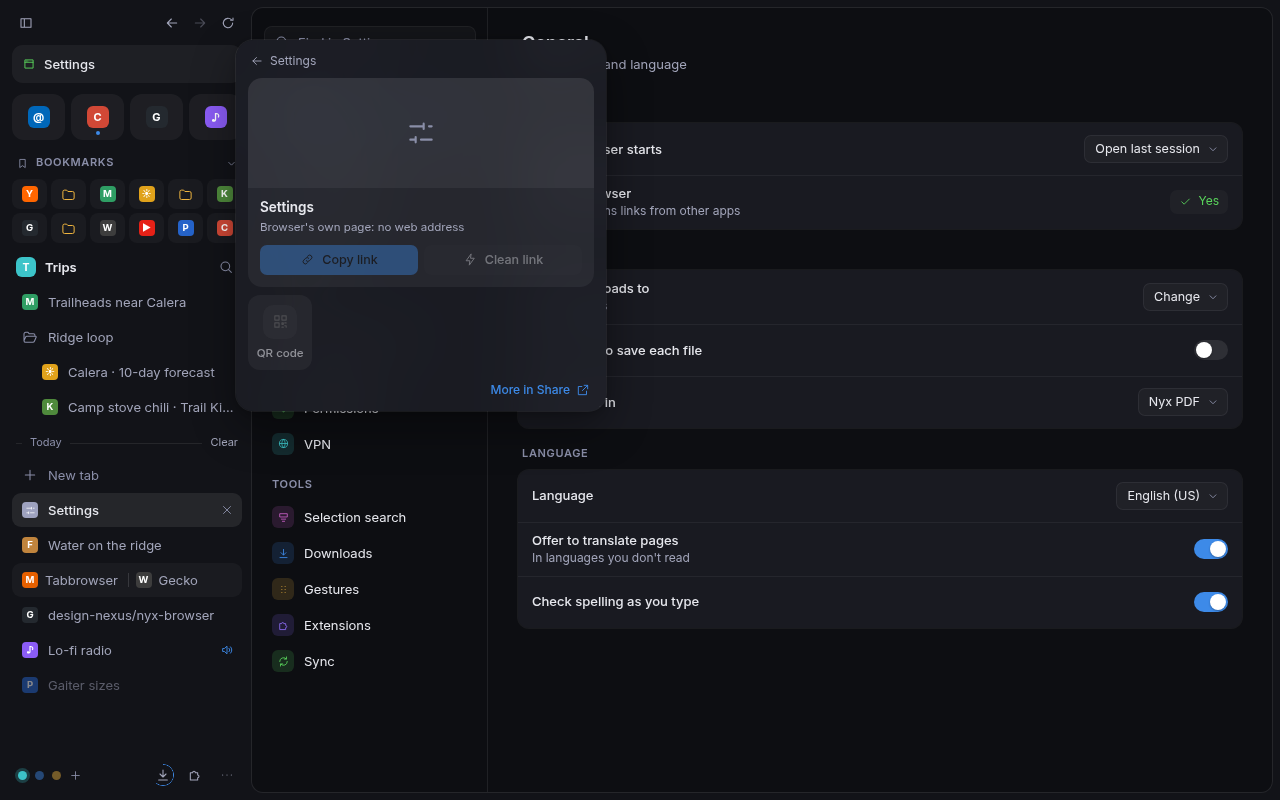 Settings
@
C
G
BOOKMARKS
Y
M
K
G
W
P
C
T Trips
M Trailheads near Calera
Ridge loop
Calera · 10-day forecast
K Camp stove chili · Trail Ki...
Today
Clear
New tab
Settings
F Water on the ridge
M Tabbrowser
W Gecko
G design-nexus/nyx-browser
Lo-fi radio
P Gaiter sizes
Settings
Settings
Browser's own page: no web address
Copy link
Clean link
QR code
More in Share
VPN
TOOLS
Selection search
Downloads
Gestures
Extensions
Sync
General
and language
ser starts
Open last session
wser
ns links from other apps
Yes
oads to
Change
o save each file
in
Nyx PDF
LANGUAGE
Language
English (US)
Offer to translate pages
In languages you don't read
Check spelling as you type